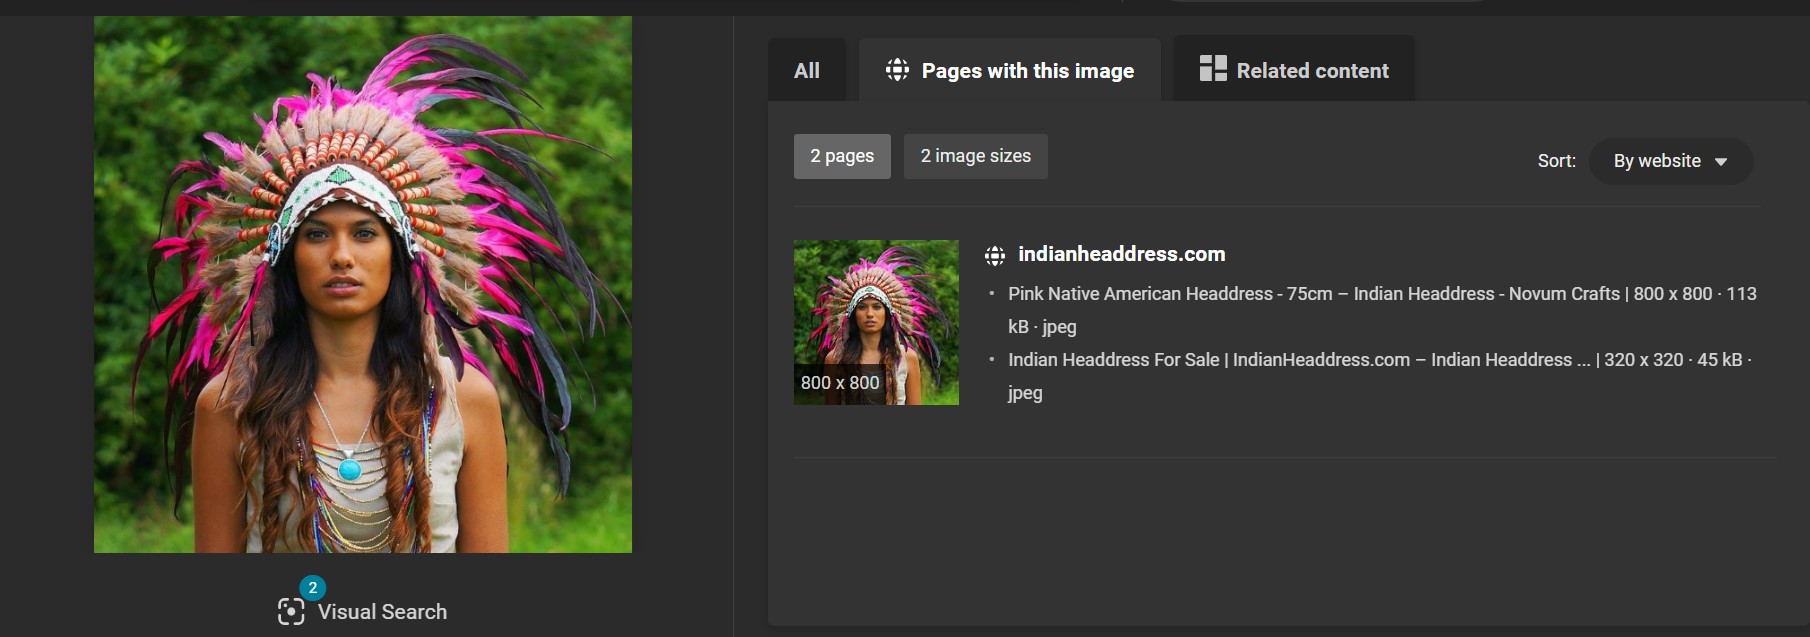 All
Pages with this image
Related content
2 pages
2 image sizes
Sort:
By website
800 x 800
indianheaddress.com
• Pink Native American Headdress - 75cm – Indian Headdress - Novum Crafts | 800 x 800 · 113
kB · jpeg
• Indian Headdress For Sale | IndianHeaddress.com – Indian Headdress ... | 320 x 320 · 45 kB ·
jpeg
2
Visual Search